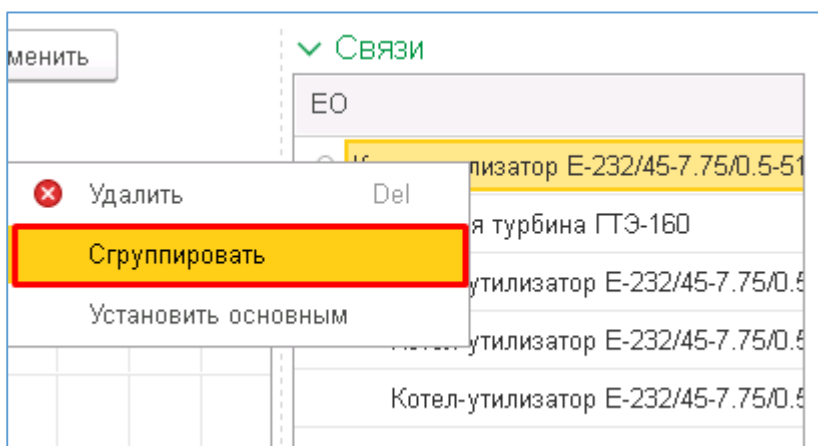 менить
Связи
ЕО
лизатор Е-232/45-7.75/0.5-51
Удалить Del
я турбина ГТЭ-160
Сгруппировать
утилизатор Е-232/45-7.75/0.5
Установить основным
утилизатор Е-232/45-7.75/0.5
Котел-утилизатор Е-232/45-7.75/0.5